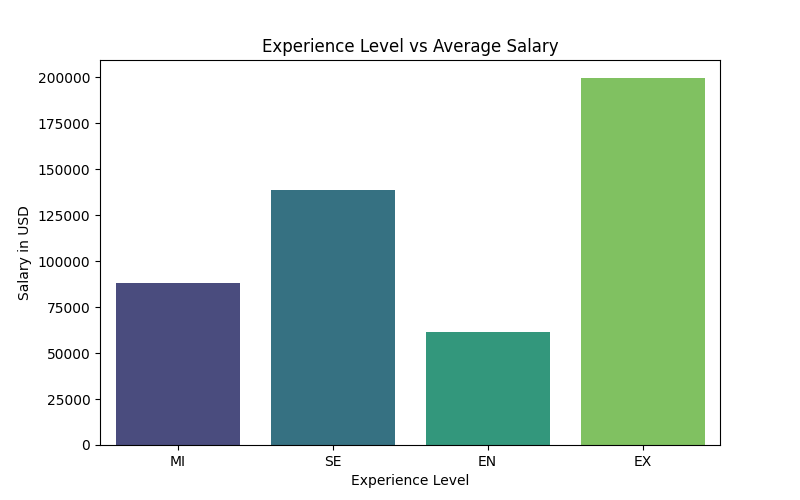 Experience Level vs Average Salary
200000
175000
150000
125000
100000
75000
50000
25000
0
Salary in USD
MI SE EN EX
Experience Level